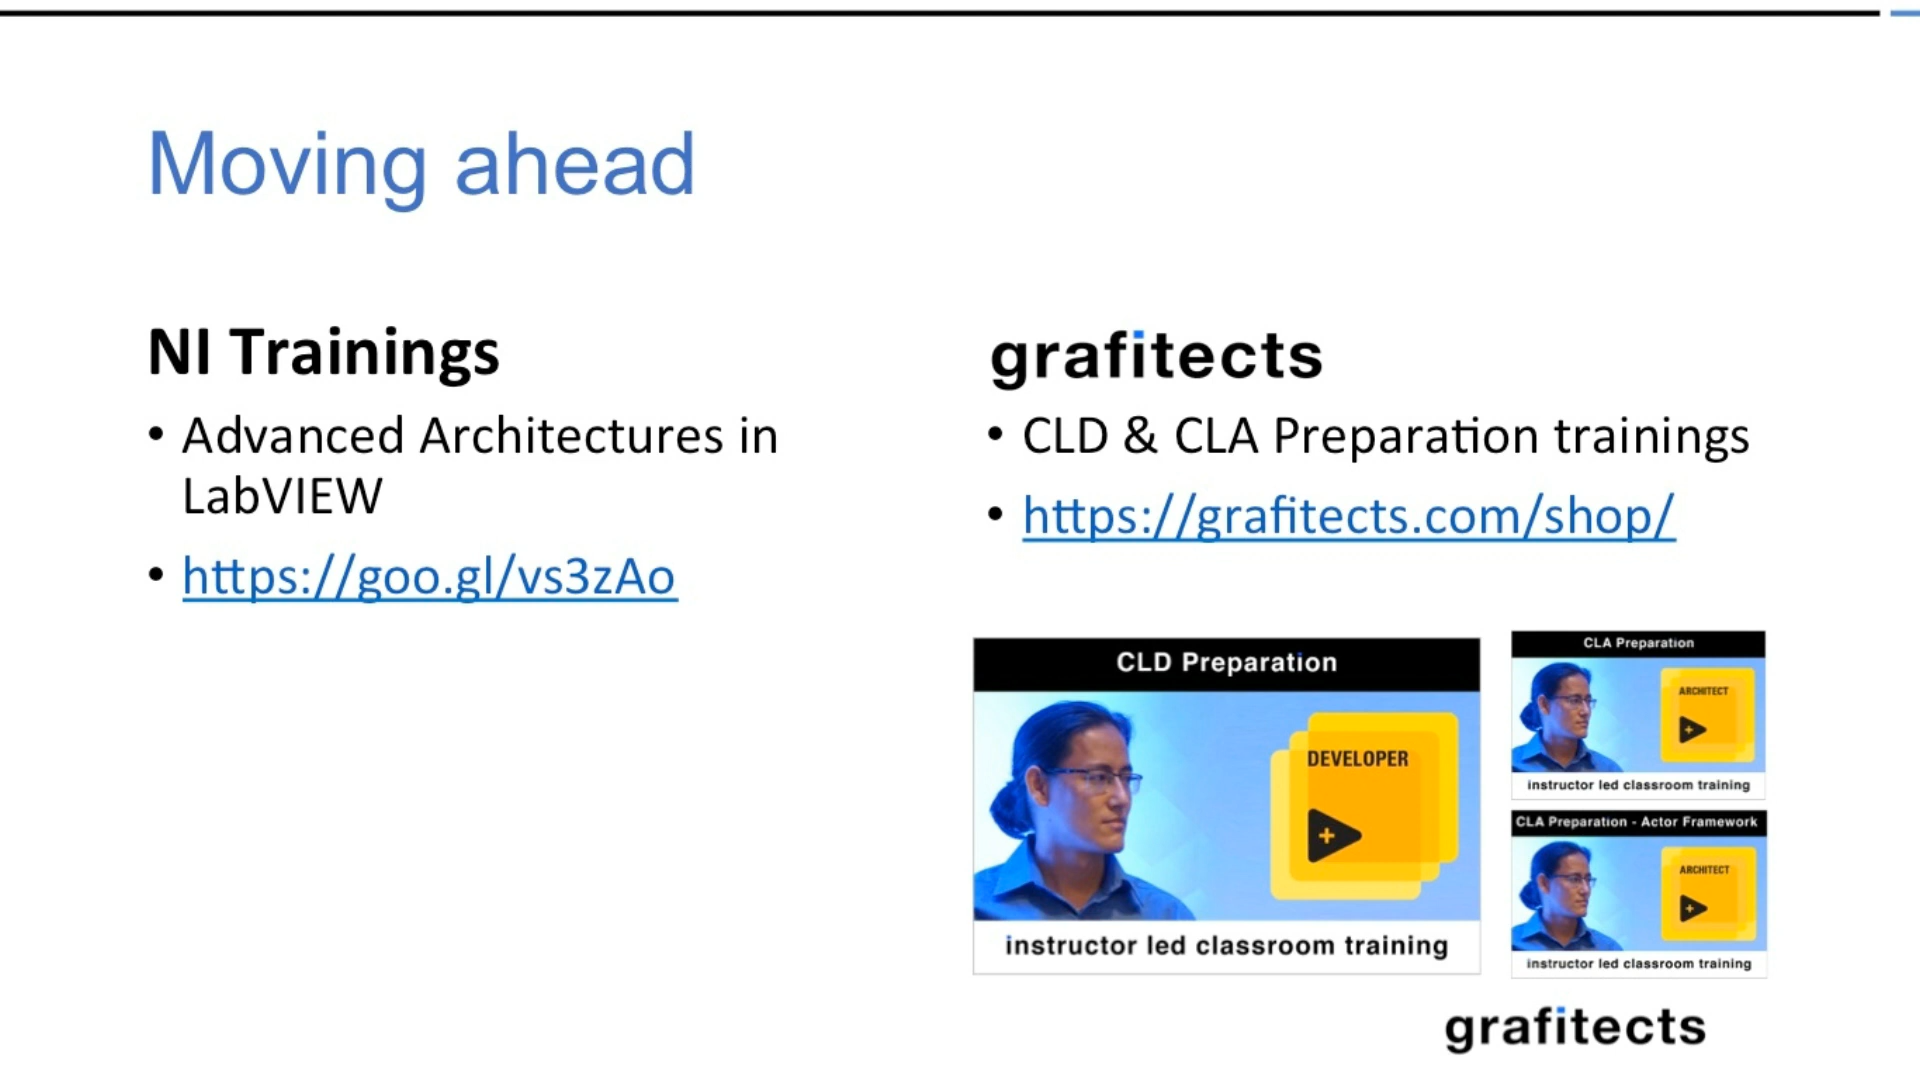 Moving ahead
NI Trainings
• Advanced Architectures in
LabVIEW
• https://goo.gl/vs3zAo
grafitects
• CLD & CLA Preparation trainings
• https://grafitects.com/shop/
CLD Preparation
DEVELOPER
instructor led classroom training
CLA Preparation
ARCHITECT
instructor led classroom training
CLA Preparation - Actor Framework
ARCHITECT
instructor led classroom training
grafitects